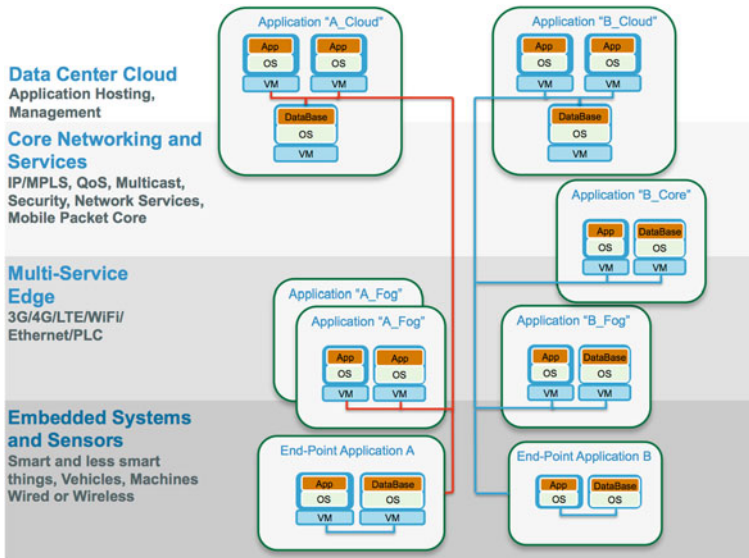 Application "A_Cloud"
Application "B_Cloud"
App App
OS OS
VM VM
DataBase
OS
VM
App App
OS OS
VM VM
DataBase
OS
VM
Data Center Cloud
Application Hosting,
Management
Core Networking and
Services
IP/MPLS, QoS, Multicast,
Security, Network Services,
Mobile Packet Core
Application "B_Core"
App DataBase
OS OS
VM VM
Multi-Service
Edge
3G/4G/LTE/WiFi/
Ethernet/PLC
Application "A_Fog"
Application "A_Fog"
App App
OS OS
VM VM
Application "B_Fog"
App DataBase
OS OS
VM VM
Embedded Systems
and Sensors
Smart and less smart
things, Vehicles, Machines
Wired or Wireless
End-Point Application A
App DataBase
OS OS
VM VM
End-Point Application B
App DataBase
OS OS